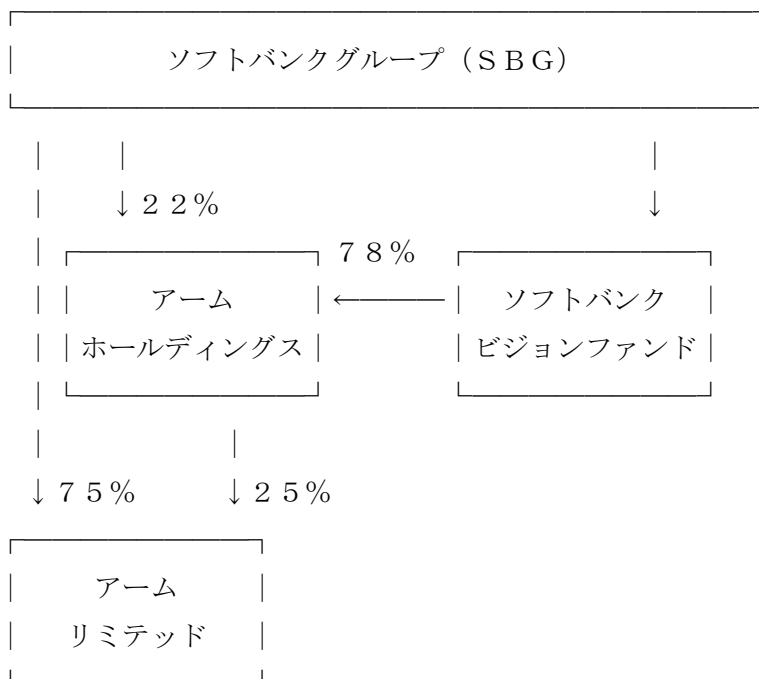 ソフトバンクグループ（ＳＢＧ）
↓２２％ ↓
７８％
アーム ←─── ソフトバンク
ホールディングス ビジョンファンド
↓７５％ ↓２５％
アーム
リミテッド